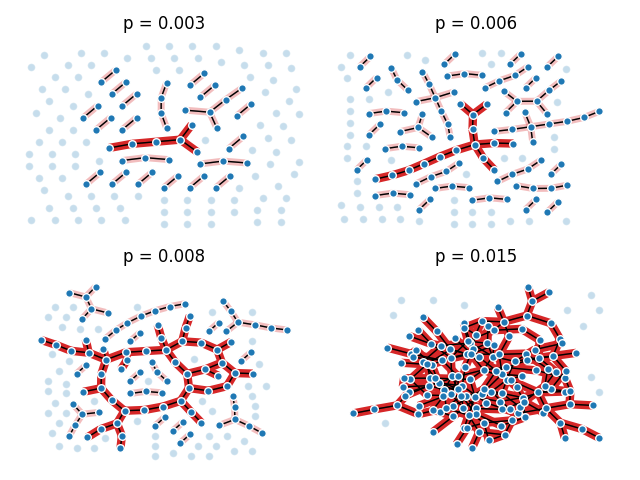 p = 0.003
p = 0.006
p = 0.008
p = 0.015